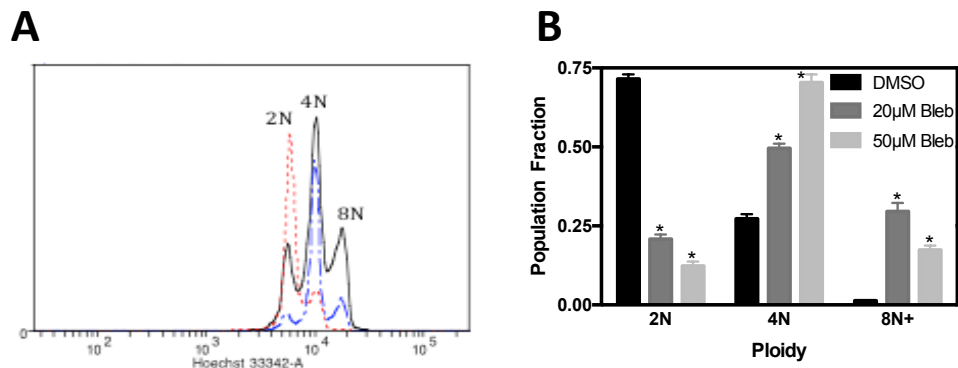 A
B
2N
4N
8N
0
10^2
10^3
10^4
10^5
Hoechst 33342-A
Population Fraction
0.75
0.50
0.25
0.00
DMSO
20µM Bleb
50µM Bleb
*
*
*
*
*
*
2N
4N
8N+
Ploidy